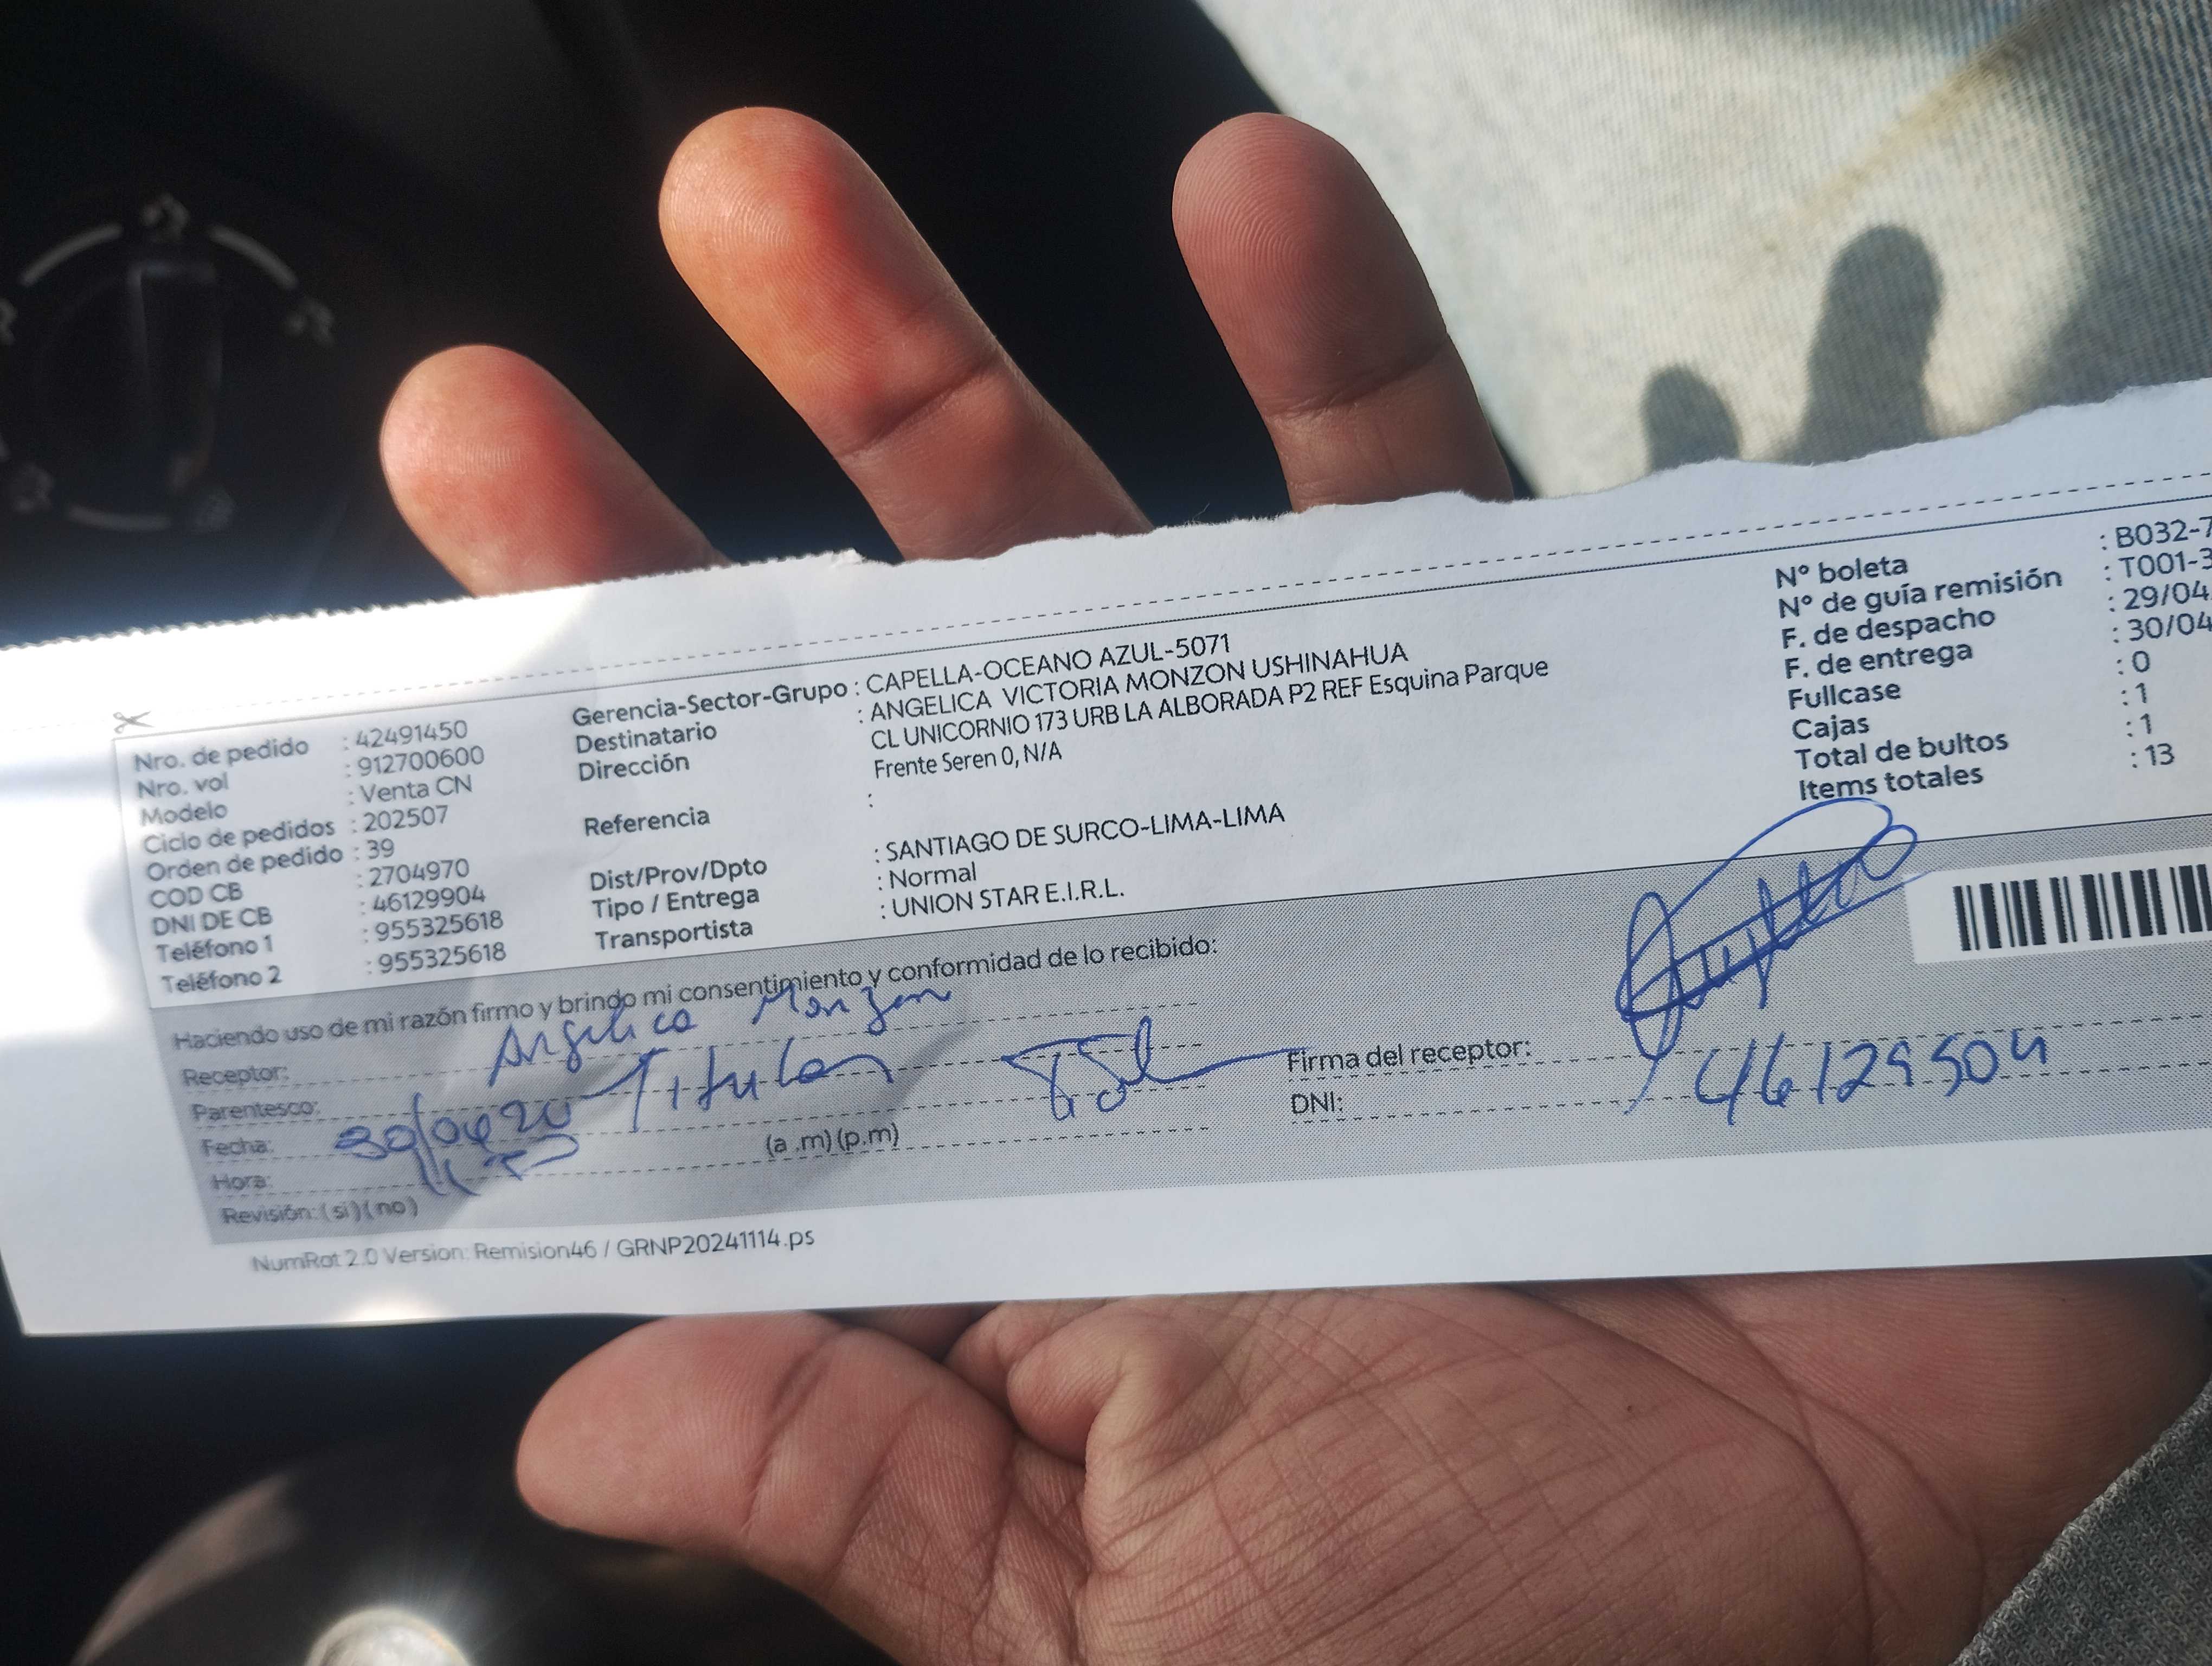 Nro. de pedido : 42491450
Nro. vol : 912700600
Modelo : Venta CN
Ciclo de pedidos : 202507
Orden de pedido : 39
COD CB : 2704970
DNI DE CB : 46129904
Teléfono 1 : 955325618
Teléfono 2 : 955325618
Gerencia-Sector-Grupo : CAPELLA-OCEANO AZUL-5071
Destinatario : ANGELICA VICTORIA MONZON USHINAHUA
Dirección CL UNICORNIO 173 URB LA ALBORADA P2 REF Esquina Parque
Frente Seren 0, N/A
Referencia :
Dist/Prov/Dpto : SANTIAGO DE SURCO-LIMA-LIMA
Tipo / Entrega : Normal
Transportista : UNION STAR E.I.R.L.
N° boleta : B032-7
N° de guía remisión : T001-3
F. de despacho : 29/04
F. de entrega : 30/04
Fullcase : 0
Cajas : 1
Total de bultos : 1
Items totales : 13
Haciendo uso de mi razón firmo y brindo mi consentimiento y conformidad de lo recibido:
Receptor: Angelica Monzon
Parentesco: Titular
Fecha:
Hora: (a .m) (p.m)
Revisión: (si) (no)
Firma del receptor:
DNI:
NumRot 2.0 Version: Remision46 / GRNP20241114.ps